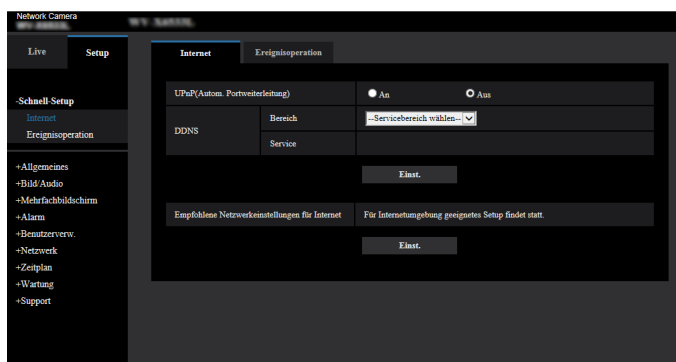 Network Camera
Live Setup
Internet Ereignisoperation
-Schnell-Setup
Internet
Ereignisoperation
+Allgemeines
+Bild/Audio
+Mehrfachbildschirm
+Alarm
+Benutzerverw.
+Netzwerk
+Zeitplan
+Wartung
+Support
UPnP(Autom. Portweiterleitung) An Aus
DDNS
Bereich --Servicebereich wählen--
Service
Einst.
Empfohlene Netzwerkeinstellungen für Internet Für Internetumgebung geeignetes Setup findet statt.
Einst.